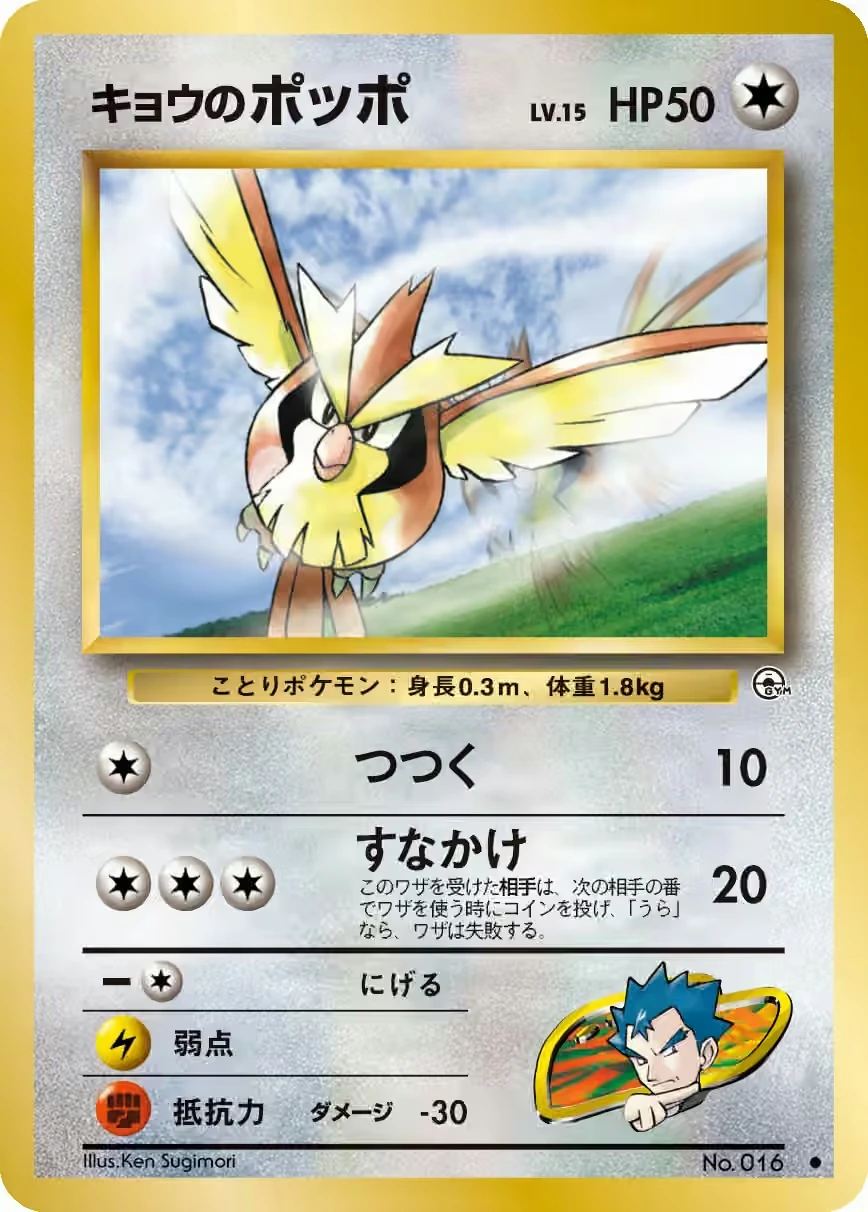 キョウのポッポ LV.15 HP50
ことりポケモン：身長0.3m、体重1.8kg
GYM
つつく 10
すなかけ 20
このワザを受けた相手は、次の相手の番
でワザを使う時にコインを投げ、「うら」
なら、ワザは失敗する。
にげる
弱点
抵抗力 ダメージ -30
Illus.Ken Sugimori No.016